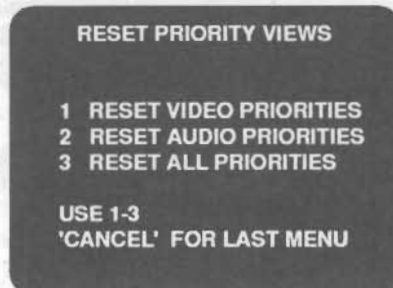 RESET PRIORITY VIEWS
1 RESET VIDEO PRIORITIES
2 RESET AUDIO PRIORITIES
3 RESET ALL PRIORITIES
USE 1-3
'CANCEL' FOR LAST MENU